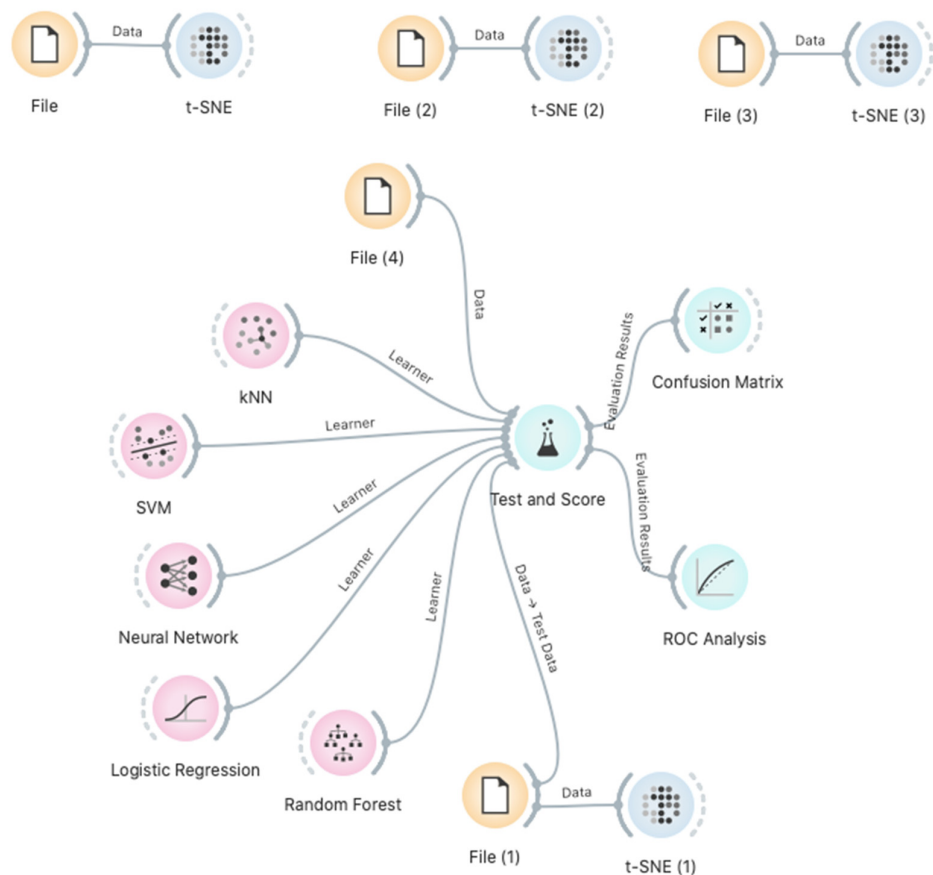 Data
Data
Data
File
t-SNE
File (2)
t-SNE (2)
File (3)
t-SNE (3)
File (4)
Data
Evaluation Results
kNN
Learner
Confusion Matrix
SVM
Learner
Test and Score
Evaluation Results
Learner
Neural Network
Learner
Learner
Data → Test Data
ROC Analysis
Logistic Regression
Random Forest
Data
File (1)
t-SNE (1)